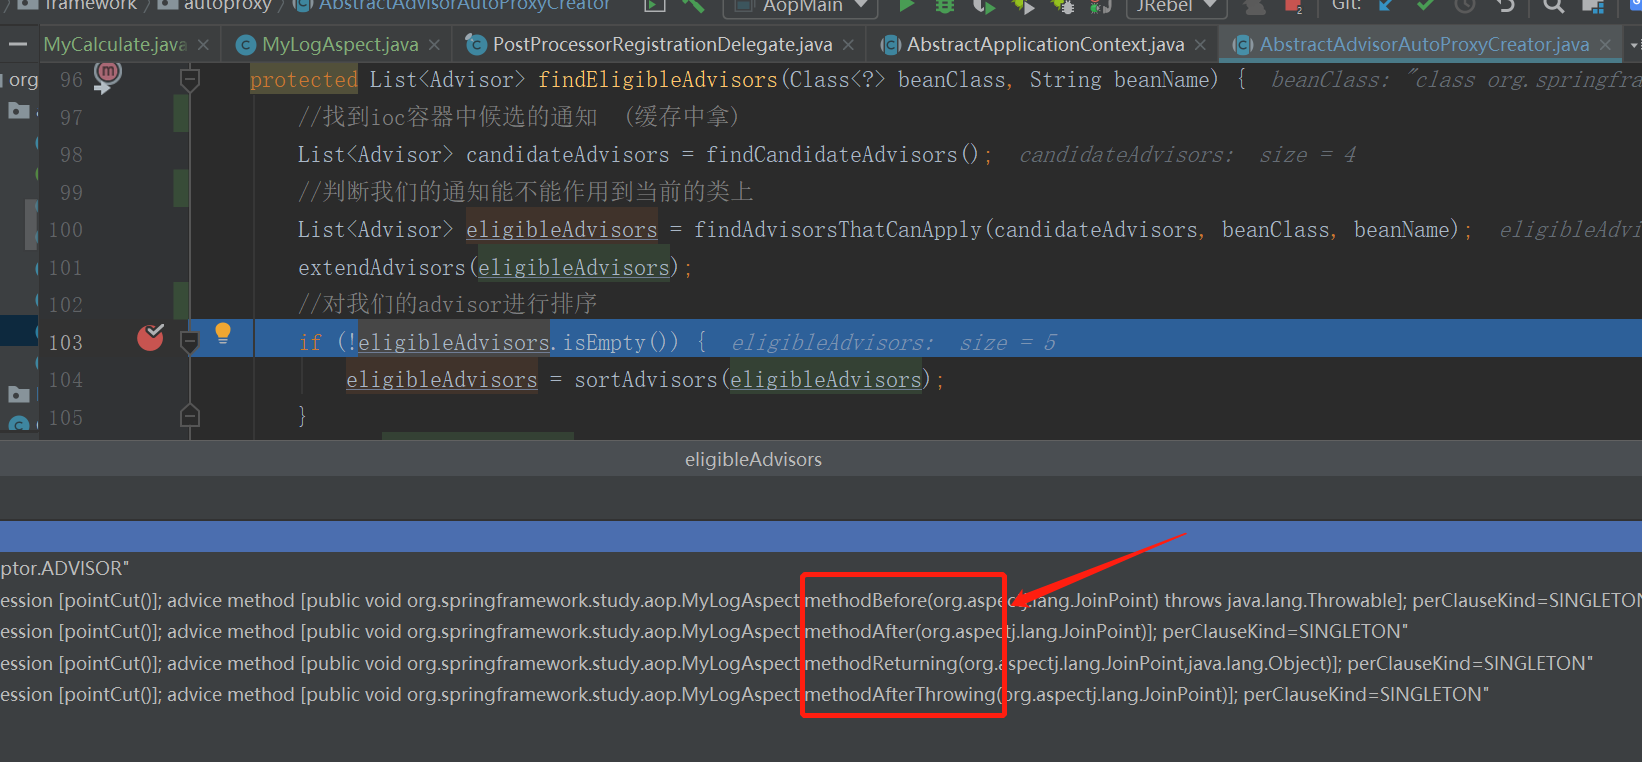 framework autoproxy AbstractAdvisorAutoProxyCreator AopMain JRebel Git:
MyCalculate.java MyLogAspect.java PostProcessorRegistrationDelegate.java AbstractApplicationContext.java AbstractAdvisorAutoProxyCreator.java
org
96 protected List<Advisor> findEligibleAdvisors(Class<?> beanClass, String beanName) { beanClass: "class org.springfra
97 //找到ioc容器中候选的通知 (缓存中拿)
98 List<Advisor> candidateAdvisors = findCandidateAdvisors(); candidateAdvisors: size = 4
99 //判断我们的通知能不能作用到当前的类上
100 List<Advisor> eligibleAdvisors = findAdvisorsThatCanApply(candidateAdvisors, beanClass, beanName); eligibleAdvi
101 extendAdvisors(eligibleAdvisors);
102 //对我们的advisor进行排序
103 if (!eligibleAdvisors.isEmpty()) { eligibleAdvisors: size = 5
104 eligibleAdvisors = sortAdvisors(eligibleAdvisors);
105 }
eligibleAdvisors
ptor.ADVISOR"
ession [pointCut()]; advice method [public void org.springframework.study.aop.MyLogAspect.methodBefore(org.aspectj.lang.JoinPoint) throws java.lang.Throwable]; perClauseKind=SINGLETON
ession [pointCut()]; advice method [public void org.springframework.study.aop.MyLogAspect.methodAfter(org.aspectj.lang.JoinPoint)]; perClauseKind=SINGLETON"
ession [pointCut()]; advice method [public void org.springframework.study.aop.MyLogAspect.methodReturning(org.aspectj.lang.JoinPoint,java.lang.Object)]; perClauseKind=SINGLETON"
ession [pointCut()]; advice method [public void org.springframework.study.aop.MyLogAspect.methodAfterThrowing(org.aspectj.lang.JoinPoint)]; perClauseKind=SINGLETON"